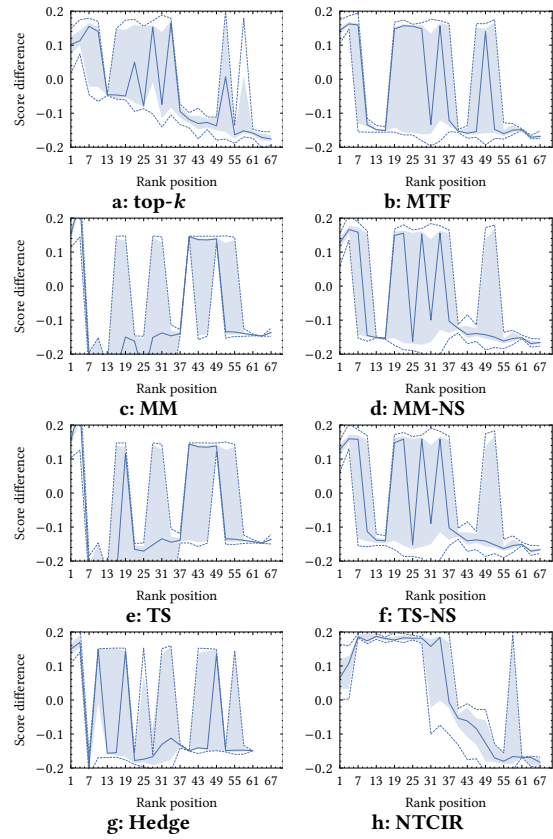 0.2 0.2
0.1 0.1
0.0 0.0
−0.1 −0.1
−0.2 −0.2
Score difference
1 7 13 19 25 31 37 43 49 55 61 67 1 7 13 19 25 31 37 43 49 55 61 67
Rank position Rank position
a: top-k b: MTF
0.2 0.2
0.1 0.1
0.0 0.0
−0.1 −0.1
−0.2 −0.2
Score difference
1 7 13 19 25 31 37 43 49 55 61 67 1 7 13 19 25 31 37 43 49 55 61 67
Rank position Rank position
c: MM d: MM-NS
0.2 0.2
0.1 0.1
0.0 0.0
−0.1 −0.1
−0.2 −0.2
Score difference
1 7 13 19 25 31 37 43 49 55 61 67 1 7 13 19 25 31 37 43 49 55 61 67
Rank position Rank position
e: TS f: TS-NS
0.2 0.2
0.1 0.1
0.0 0.0
−0.1 −0.1
−0.2 −0.2
Score difference
1 7 13 19 25 31 37 43 49 55 61 67 1 7 13 19 25 31 37 43 49 55 61 67
Rank position Rank position
g: Hedge h: NTCIR